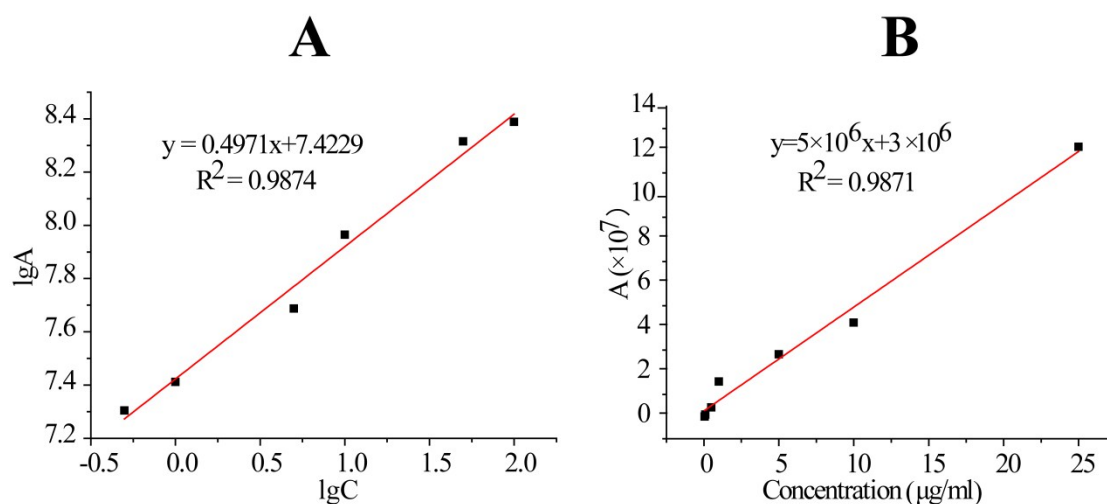 A
8.4
8.2
8.0
7.8
7.6
7.4
7.2
lgA
y = 0.4971x+7.4229
R² = 0.9874
-0.5 0.0 0.5 1.0 1.5 2.0
lgC
B
14
12
10
8
6
4
2
0
A (×10⁷)
y=5×10⁶x+3 ×10⁶
R² = 0.9871
0 5 10 15 20 25
Concentration (μg/ml)